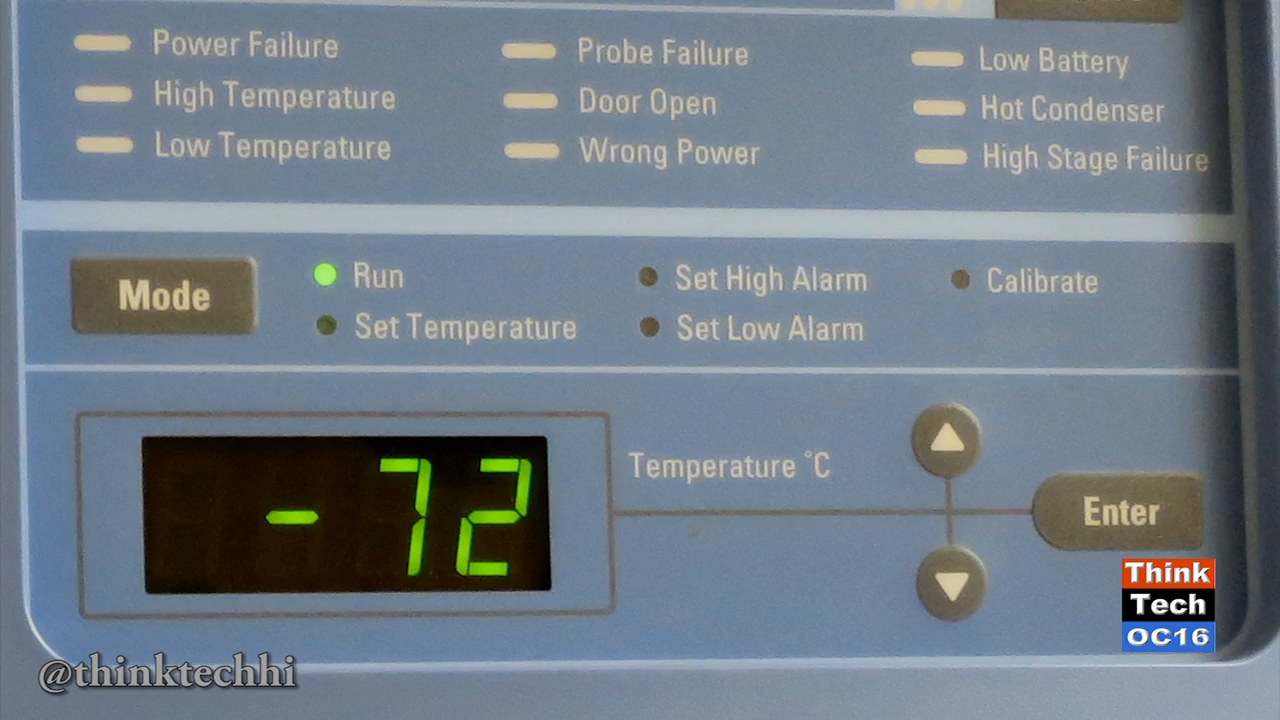 Power Failure
Probe Failure
Low Battery
High Temperature
Door Open
Hot Condenser
Low Temperature
Wrong Power
High Stage Failure
Mode
Run
Set High Alarm
Calibrate
Set Temperature
Set Low Alarm
-72
Temperature °C
Enter
Think
Tech
OC16
@thinktechhi